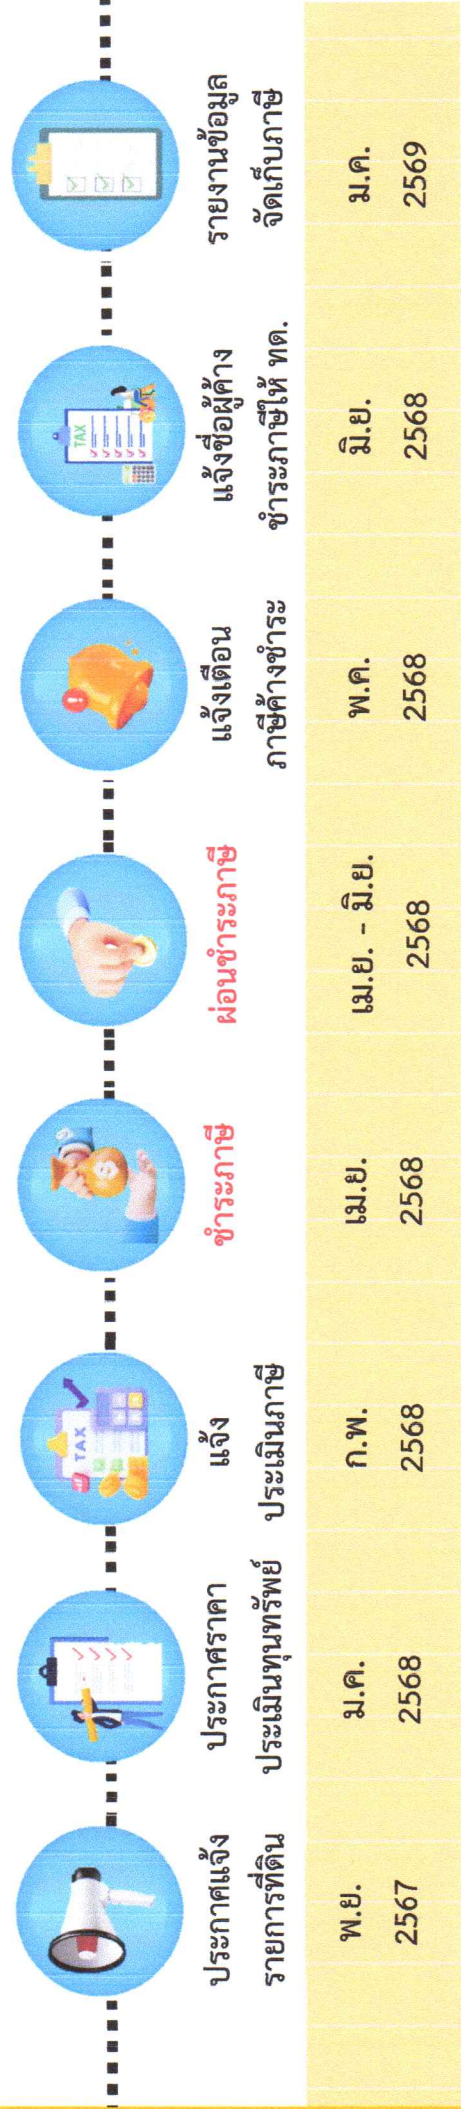 ประกาศแจ้ง
รายการที่ดิน
พ.ย.
2567
ประกาศราคา
ประเมินทุนทรัพย์
ม.ค.
2568
TAX
แจ้ง
ประเมินภาษี
ก.พ.
2568
ชำระภาษี
เม.ย.
2568
ผ่อนชำระภาษี
เม.ย. - มิ.ย.
2568
แจ้งเตือน
ภาษีค้างชำระ
พ.ค.
2568
TAX
แจ้งชื่อผู้ค้าง
ชำระภาษีให้ ทด.
มิ.ย.
2568
รายงานข้อมูล
จัดเก็บภาษี
ม.ค.
2569